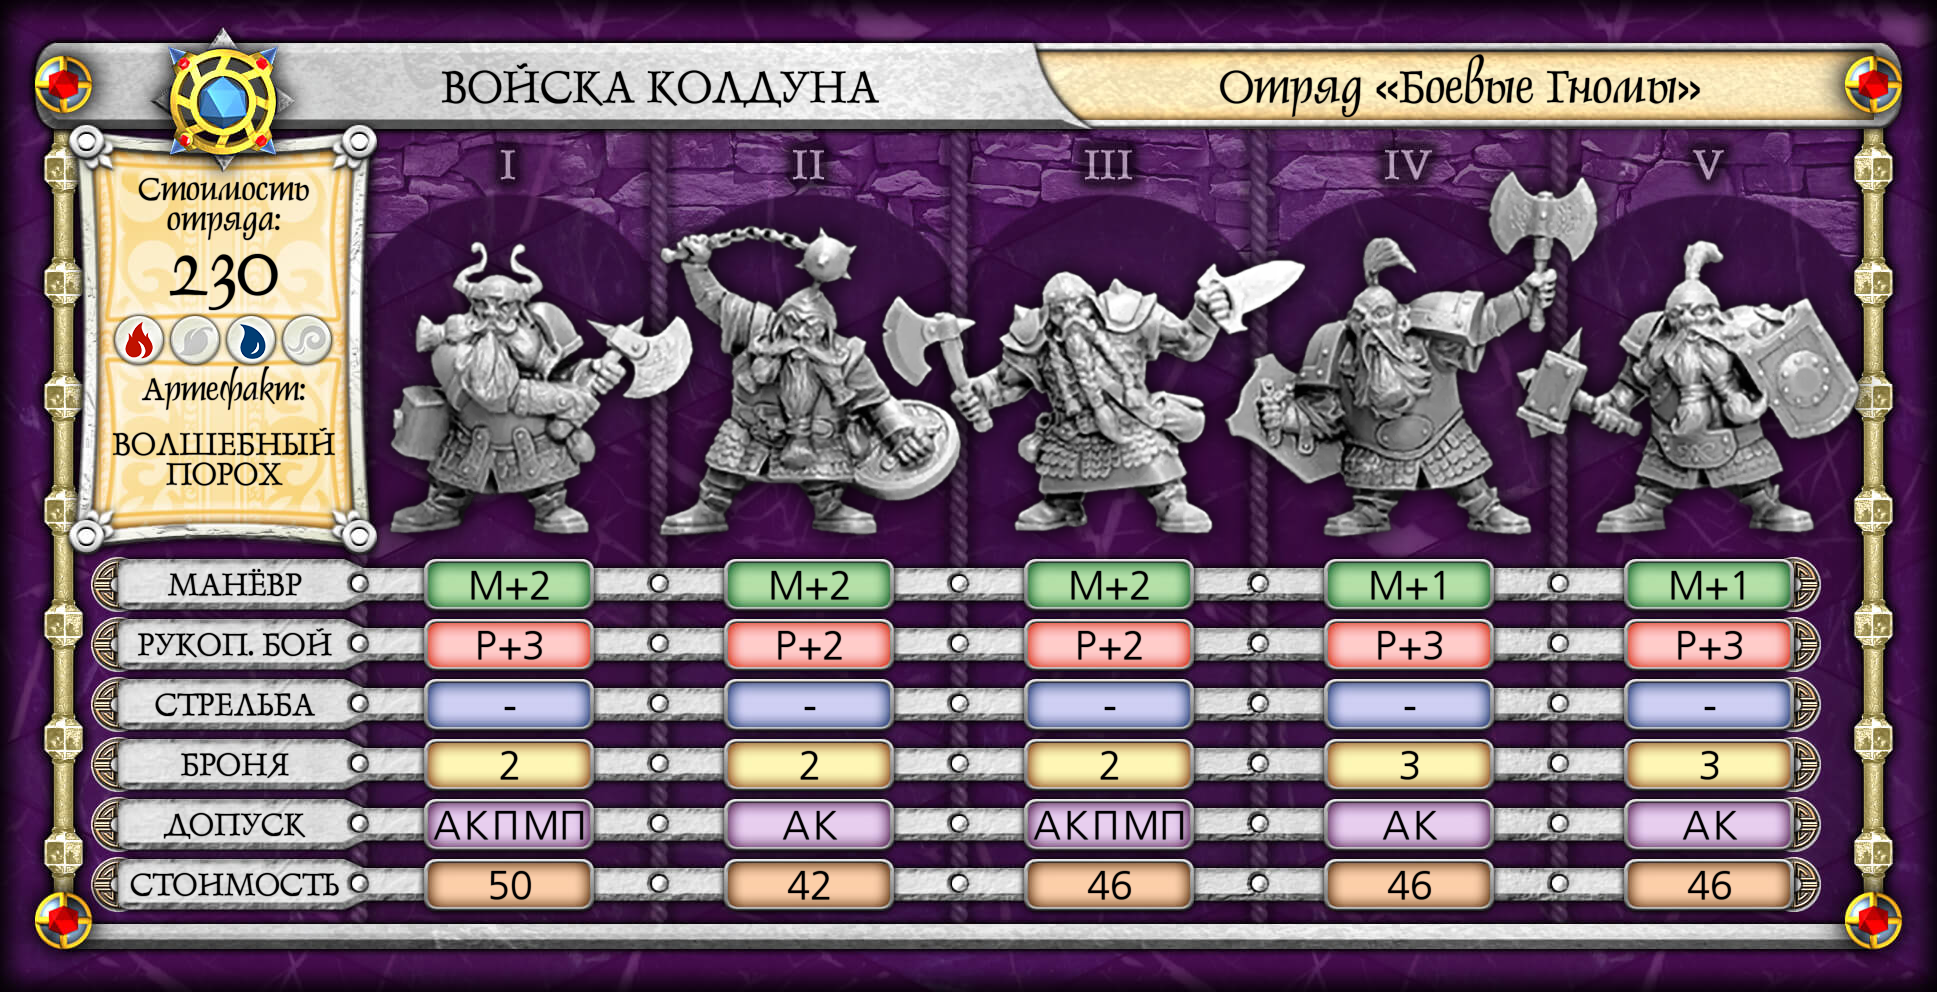 ВОЙСКА КОЛДУНА
Отряд «Боевые Гномы»
Стоимость
отряда:
230
Артефакт:
ВОЛШЕБНЫЙ
ПОРОХ
I II III IV V
МАНЁВР М+2 М+2 М+2 М+1 М+1
РУКОП. БОЙ Р+3 Р+2 Р+2 Р+3 Р+3
СТРЕЛЬБА - - - - -
БРОНЯ 2 2 2 3 3
ДОПУСК АКПМП АК АКПМП АК АК
СТОИМОСТЬ 50 42 46 46 46